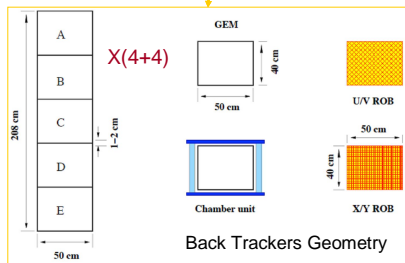 A
B
C
D
E
208 cm
50 cm
1−2 cm
X(4+4)
GEM
40 cm
50 cm
U/V ROB
Chamber unit
50 cm
40 cm
X/Y ROB
Back Trackers Geometry